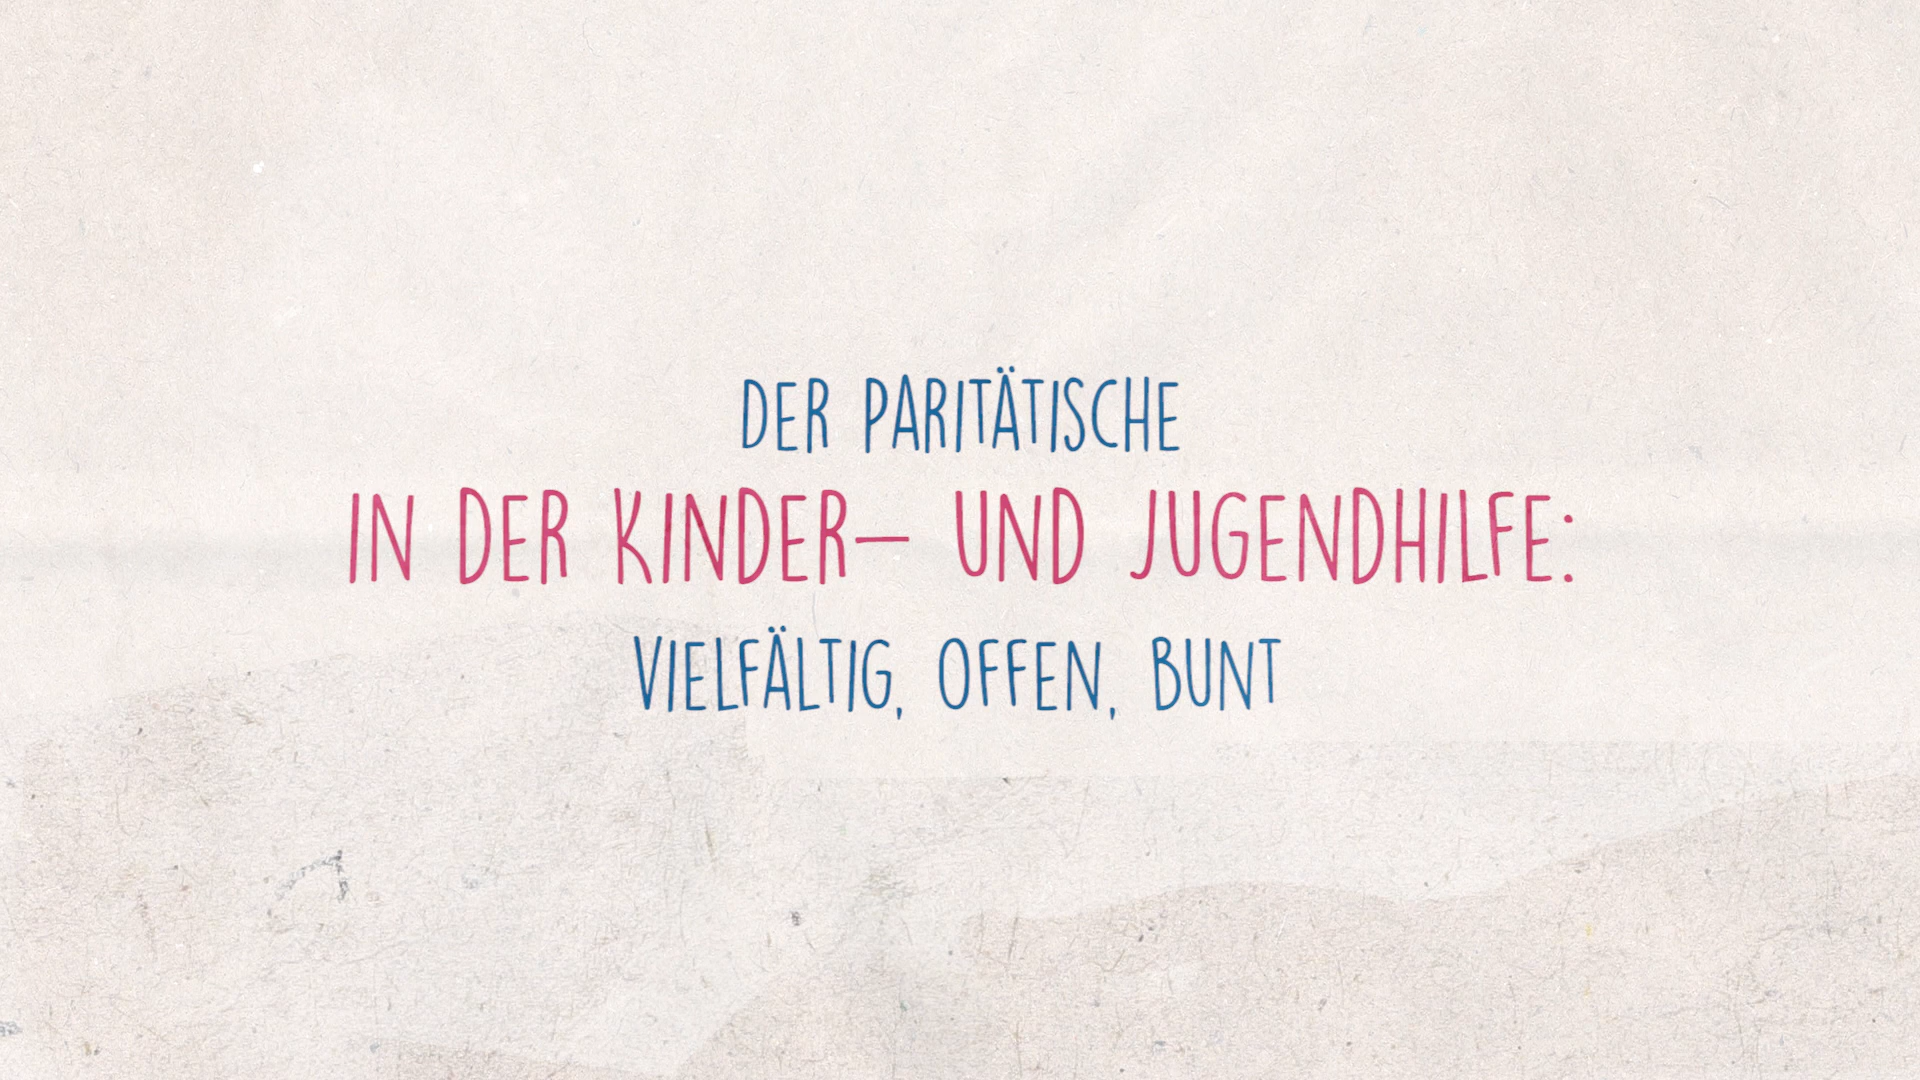 DER PARITÄTISCHE
IN DER KINDER– UND JUGENDHILFE:
VIELFÄLTIG, OFFEN, BUNT